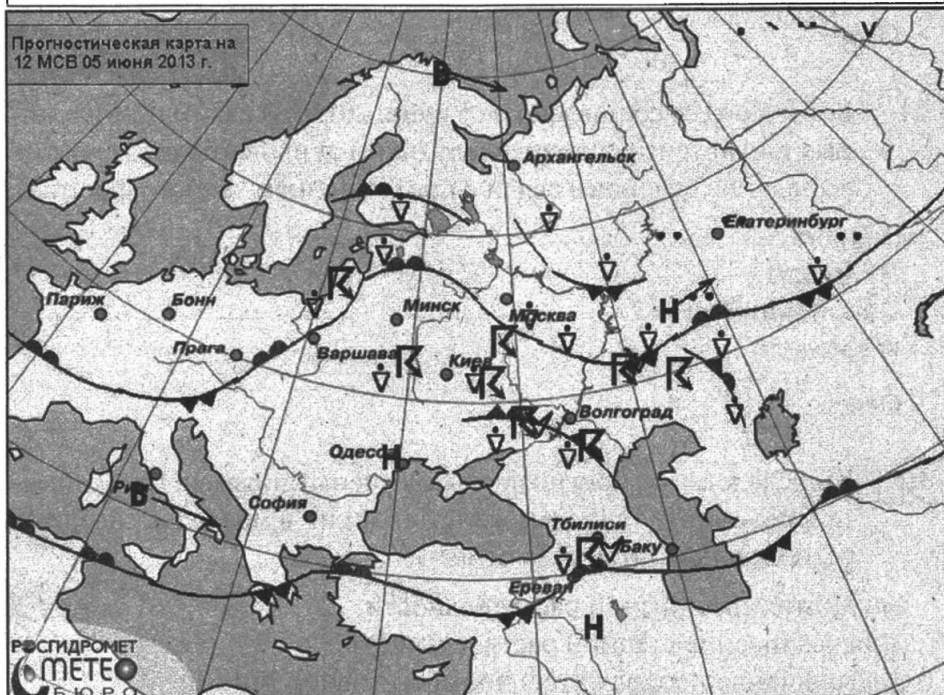 Прогностическая карта на
12 МСВ 05 июня 2013 г.
В
Архангельск
Екатеринбург
Париж
Бонн
Минск
Москва
Н
Прага
Варшава
Киев
Волгоград
Одесса
Н
В
София
Тбилиси
Баку
Ереван
Н
РОСГИДРОМЕТ
МЕТЕО
БЮРО